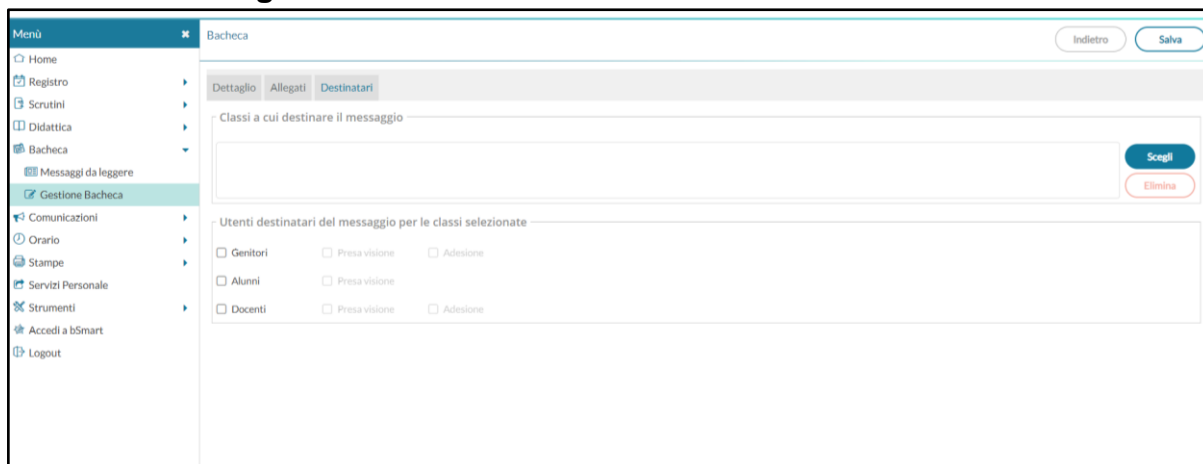 Menù
Home
Registro
Scrutini
Didattica
Bacheca
Messaggi da leggere
Gestione Bacheca
Comunicazioni
Orario
Stampe
Servizi Personale
Strumenti
Accedi a bSmart
Logout
Bacheca
Indietro Salva
Dettaglio Allegati Destinatari
Classi a cui destinare il messaggio
Scegli
Elimina
Utenti destinatari del messaggio per le classi selezionate
Genitori Presa visione Adesione
Alunni Presa visione
Docenti Presa visione Adesione